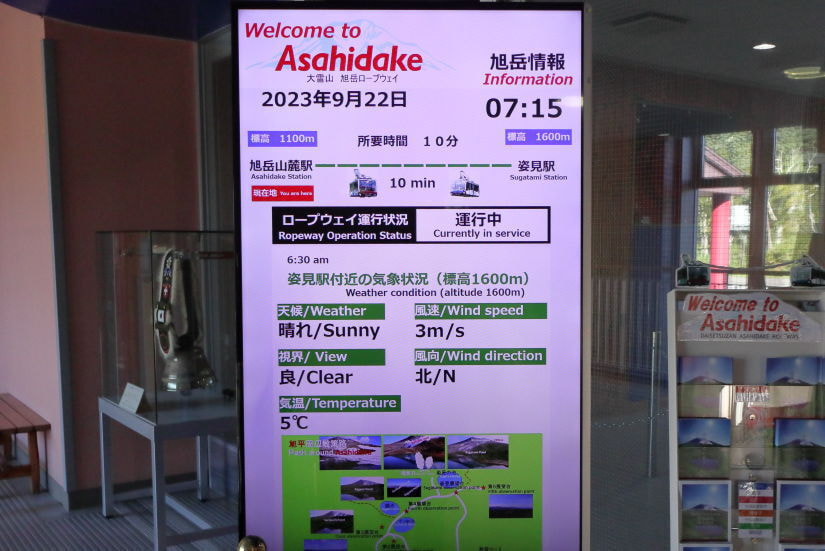 Welcome to
Asahidake
大雪山 旭岳ロープウェイ
旭岳情報
Information
2023年9月22日
07:15
標高 1100m
所要時間 10分
標高 1600m
旭岳山麓駅
Asahidake Station
現在地 You are here
10 min
姿見駅
Sugatami Station
ロープウェイ運行状況
Ropeway Operation Status
運行中
Currently in service
6:30 am
姿見駅付近の気象状況（標高1600m）
Weather condition (altitude 1600m)
天候/Weather
晴れ/Sunny
風速/Wind speed
3m/s
視界/ View
良/Clear
風向/Wind direction
北/N
気温/Temperature
5℃
Asahidake
Welcome to
Asahidake
DAISETSUZAN ASAHIDAKE ROPEWAY